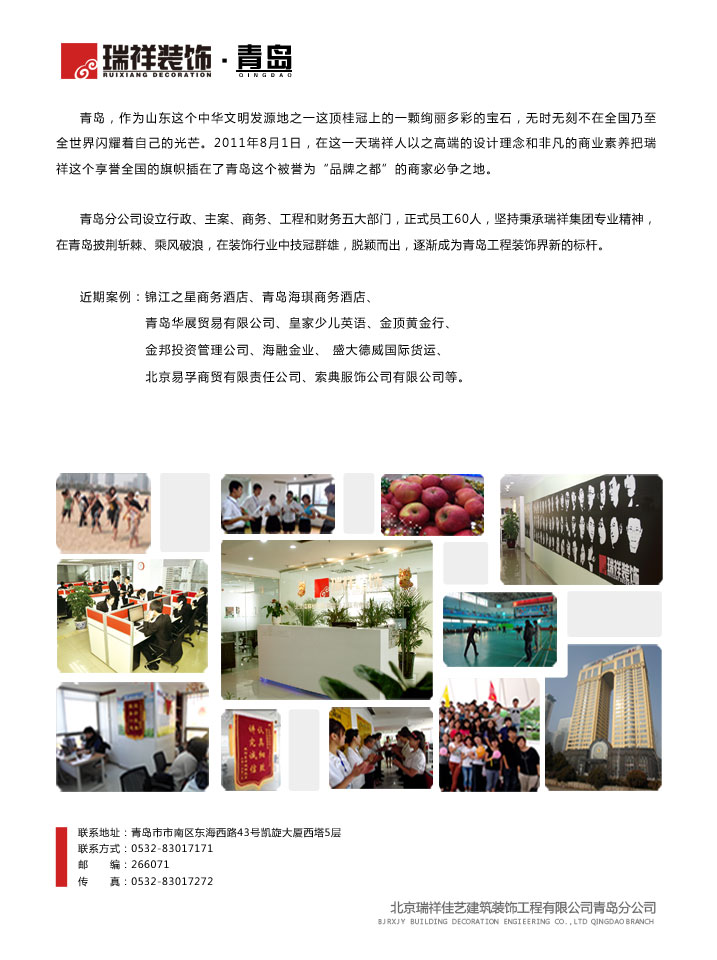 瑞祥装饰·青岛
RUIXIANG DECORATION QINGDAO
青岛，作为山东这个中华文明发源地之一这顶桂冠上的一颗绚丽多彩的宝石，无时无刻不在全国乃至
全世界闪耀着自己的光芒。2011年8月1日，在这一天瑞祥人以之高端的设计理念和非凡的商业素养把瑞
祥这个享誉全国的旗帜插在了青岛这个被誉为“品牌之都”的商家必争之地。
青岛分公司设立行政、主案、商务、工程和财务五大部门，正式员工60人，坚持秉承瑞祥集团专业精神，
在青岛披荆斩棘、乘风破浪，在装饰行业中技冠群雄，脱颖而出，逐渐成为青岛工程装饰界新的标杆。
近期案例：锦江之星商务酒店、青岛海琪商务酒店、
青岛华展贸易有限公司、皇家少儿英语、金顶黄金行、
金邦投资管理公司、海融金业、 盛大德威国际货运、
北京易孚商贸有限责任公司、索典服饰公司有限公司等。
瑞祥装饰
认真细致
讲究诚信
联系地址：青岛市市南区东海西路43号凯旋大厦西塔5层
联系方式：0532-83017171
邮　　编：266071
传　　真：0532-83017272
北京瑞祥佳艺建筑装饰工程有限公司青岛分公司
BJRXJY BUILDING DECORATION ENGIEERING CO.,LTD QINGDAO BRANCH